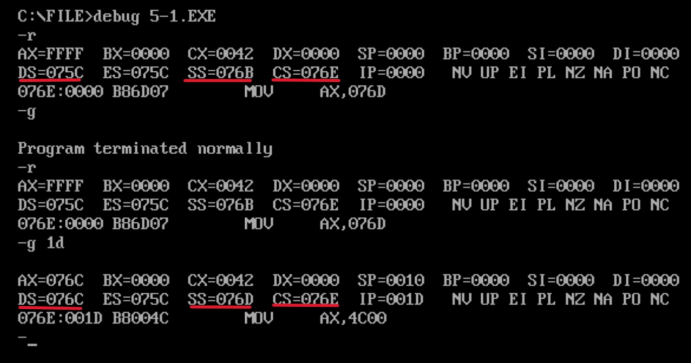 C:\FILE>debug 5-1.EXE
-r
AX=FFFF BX=0000 CX=0042 DX=0000 SP=0000 BP=0000 SI=0000 DI=0000
DS=075C ES=075C SS=076B CS=076E IP=0000 NV UP EI PL NZ NA PO NC
076E:0000 B86D07 MOV AX,076D
-g
Program terminated normally
-r
AX=FFFF BX=0000 CX=0042 DX=0000 SP=0000 BP=0000 SI=0000 DI=0000
DS=075C ES=075C SS=076B CS=076E IP=0000 NV UP EI PL NZ NA PO NC
076E:0000 B86D07 MOV AX,076D
-g 1d
AX=076C BX=0000 CX=0042 DX=0000 SP=0010 BP=0000 SI=0000 DI=0000
DS=076C ES=075C SS=076D CS=076E IP=001D NV UP EI PL NZ NA PO NC
076E:001D B8004C MOV AX,4C00
-_